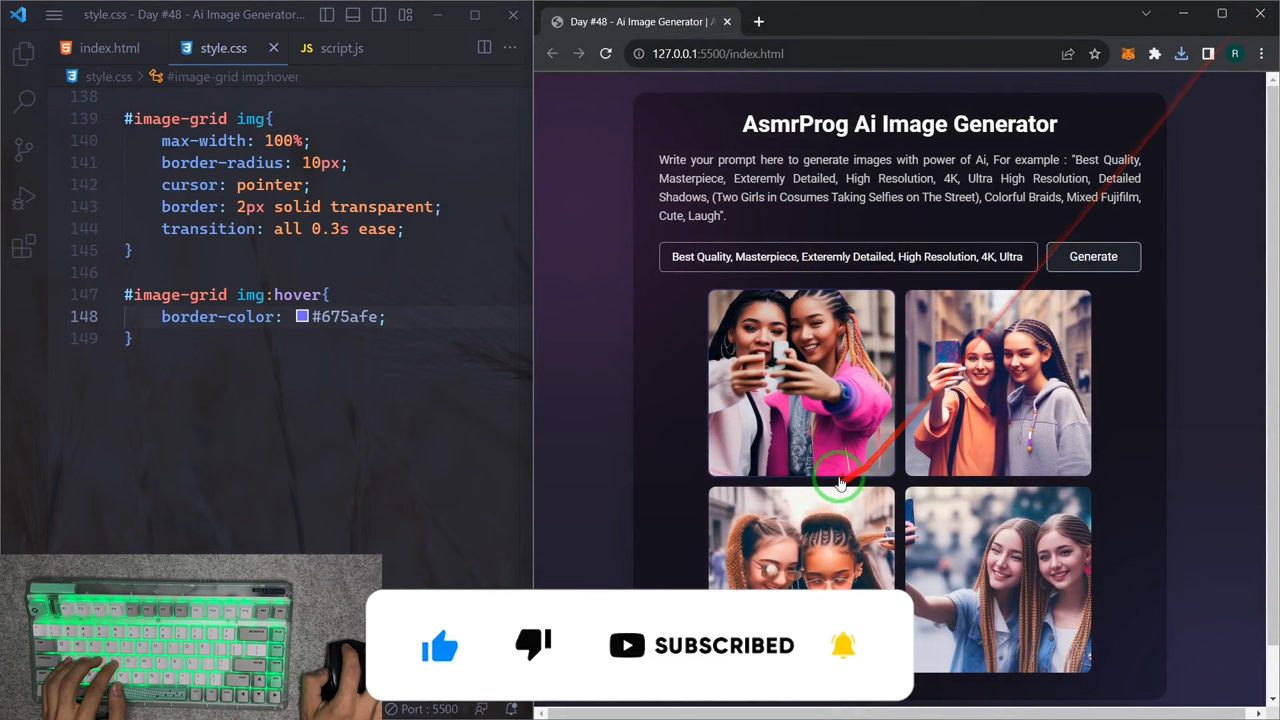 style.css - Day #48 - Ai Image Generator...
index.html
style.css
script.js
style.css
#image-grid img:hover
138
139 #image-grid img{
140 max-width: 100%;
141 border-radius: 10px;
142 cursor: pointer;
143 border: 2px solid transparent;
144 transition: all 0.3s ease;
145 }
146
147 #image-grid img:hover{
148 border-color: #675afe;
149 }
Port : 5500
Day #48 - Ai Image Generator | A
127.0.0.1:5500/index.html
R
AsmrProg Ai Image Generator
Write your prompt here to generate images with power of Ai, For example : "Best Quality,
Masterpiece, Exteremly Detailed, High Resolution, 4K, Ultra High Resolution, Detailed
Shadows, (Two Girls in Cosumes Taking Selfies on The Street), Colorful Braids, Mixed Fujifilm,
Cute, Laugh".
Best Quality, Masterpiece, Exteremly Detailed, High Resolution, 4K, Ultra
Generate
SUBSCRIBED